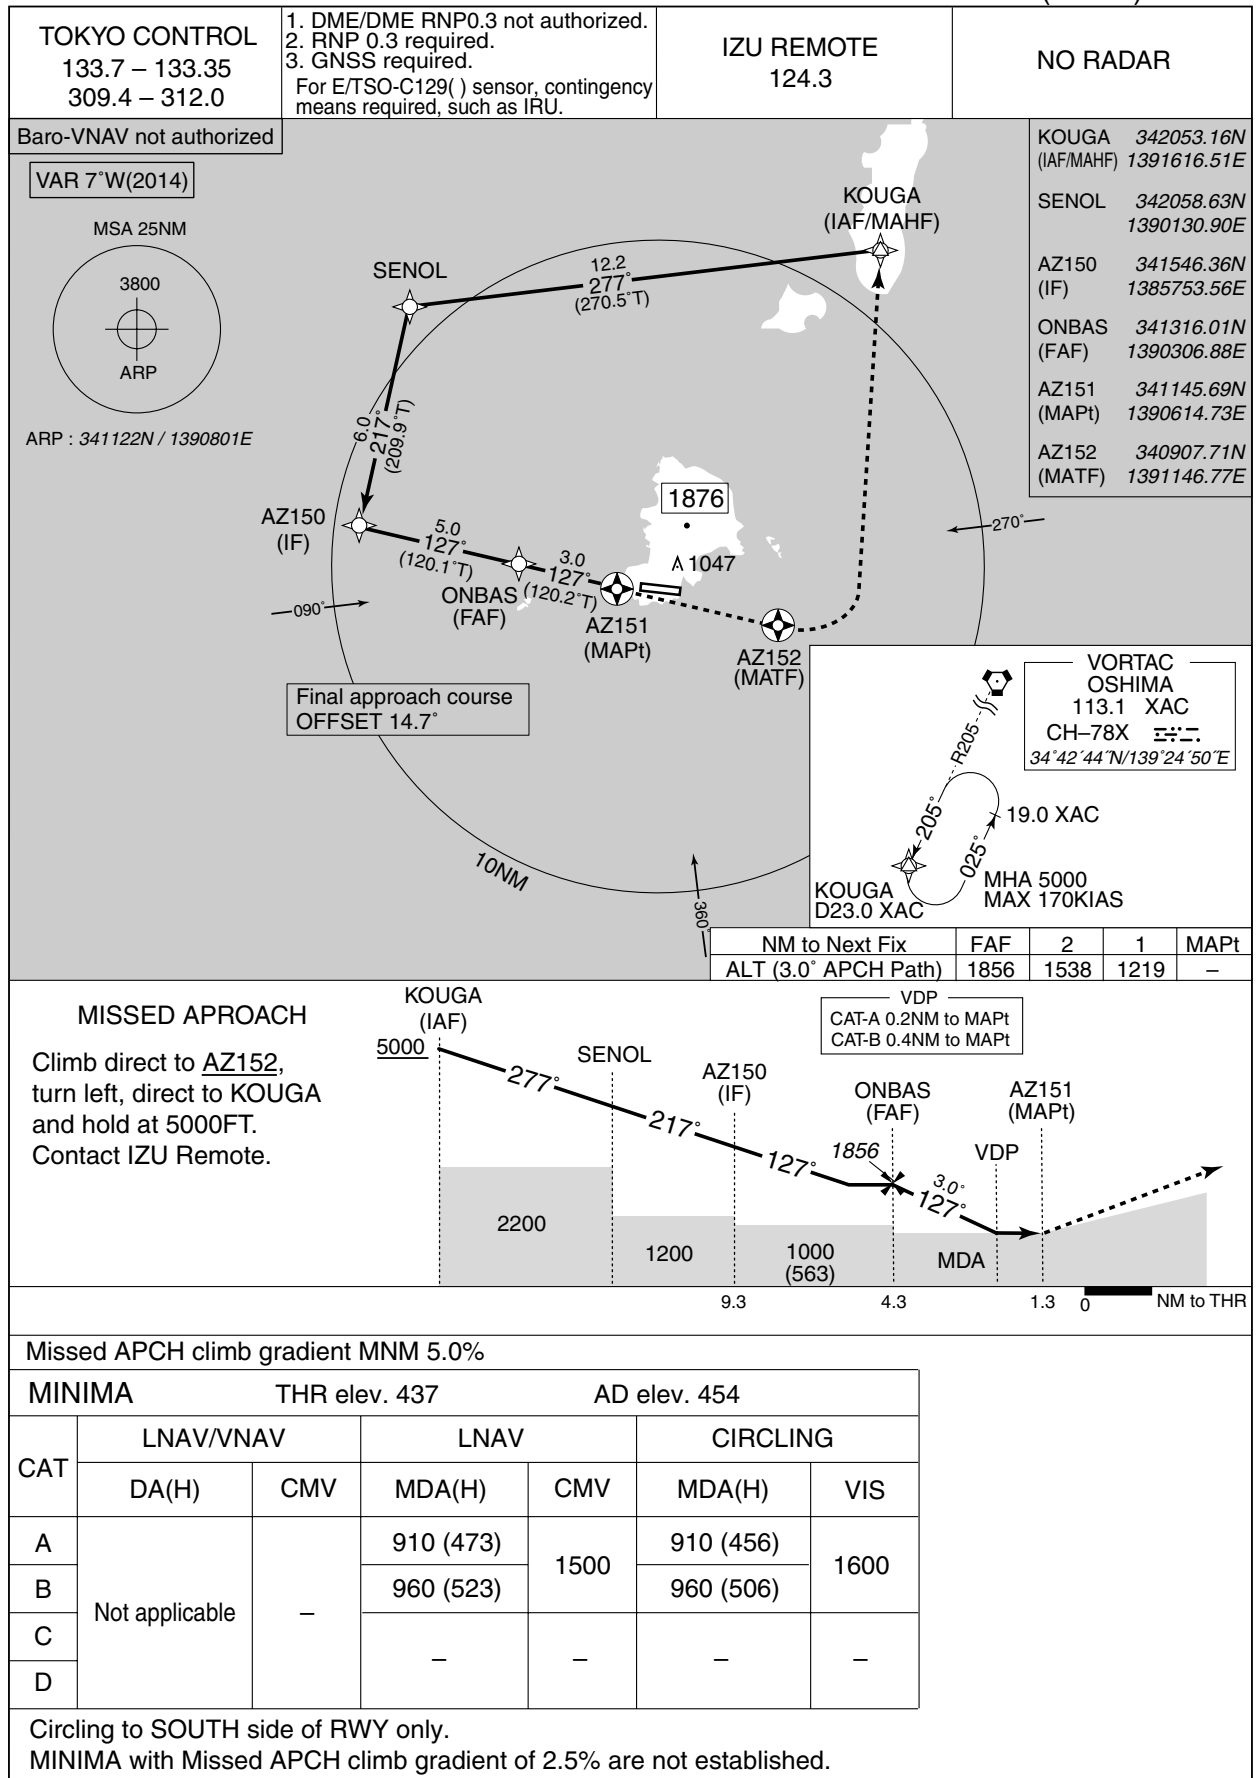 TOKYO CONTROL
133.7 – 133.35
309.4 – 312.0
1. DME/DME RNP0.3 not authorized.
2. RNP 0.3 required.
3. GNSS required.
For E/TSO-C129( ) sensor, contingency
means required, such as IRU.
IZU REMOTE
124.3
NO RADAR
Baro-VNAV not authorized
VAR 7˚W(2014)
MSA 25NM
3800
ARP
ARP : 341122N / 1390801E
KOUGA 342053.16N
(IAF/MAHF) 1391616.51E
SENOL 342058.63N
1390130.90E
AZ150 341546.36N
(IF) 1385753.56E
ONBAS 341316.01N
(FAF) 1390306.88E
AZ151 341145.69N
(MAPt) 1390614.73E
AZ152 340907.71N
(MATF) 1391146.77E
KOUGA
(IAF/MAHF)
SENOL
12.2
277˚
(270.5˚T)
6.0
217˚
(209.9˚T)
AZ150
(IF)
5.0
127˚
(120.1˚T)
ONBAS
(FAF)
3.0
127˚
(120.2˚T)
AZ151
(MAPt)
1876
1047
AZ152
(MATF)
270˚
090˚
360˚
10NM
Final approach course
OFFSET 14.7˚
VORTAC
OSHIMA
113.1 XAC
CH–78X
34˚42´44˝N/139˚24´50˝E
R205
205˚
025˚
19.0 XAC
KOUGA
D23.0 XAC
MHA 5000
MAX 170KIAS
NM to Next Fix FAF 2 1 MAPt
ALT (3.0˚ APCH Path) 1856 1538 1219 –
MISSED APROACH
Climb direct to AZ152,
turn left, direct to KOUGA
and hold at 5000FT.
Contact IZU Remote.
KOUGA
(IAF)
5000
277˚
SENOL
217˚
AZ150
(IF)
127˚
1856
ONBAS
(FAF)
3.0˚
127˚
VDP
CAT-A 0.2NM to MAPt
CAT-B 0.4NM to MAPt
VDP
AZ151
(MAPt)
2200
1200
1000
(563)
MDA
9.3 4.3 1.3 0 NM to THR
Missed APCH climb gradient MNM 5.0%
MINIMA THR elev. 437 AD elev. 454
CAT LNAV/VNAV LNAV CIRCLING
DA(H) CMV MDA(H) CMV MDA(H) VIS
A Not applicable – 910 (473) 1500 910 (456) 1600
B 960 (523) 960 (506)
C – – – –
D
Circling to SOUTH side of RWY only.
MINIMA with Missed APCH climb gradient of 2.5% are not established.